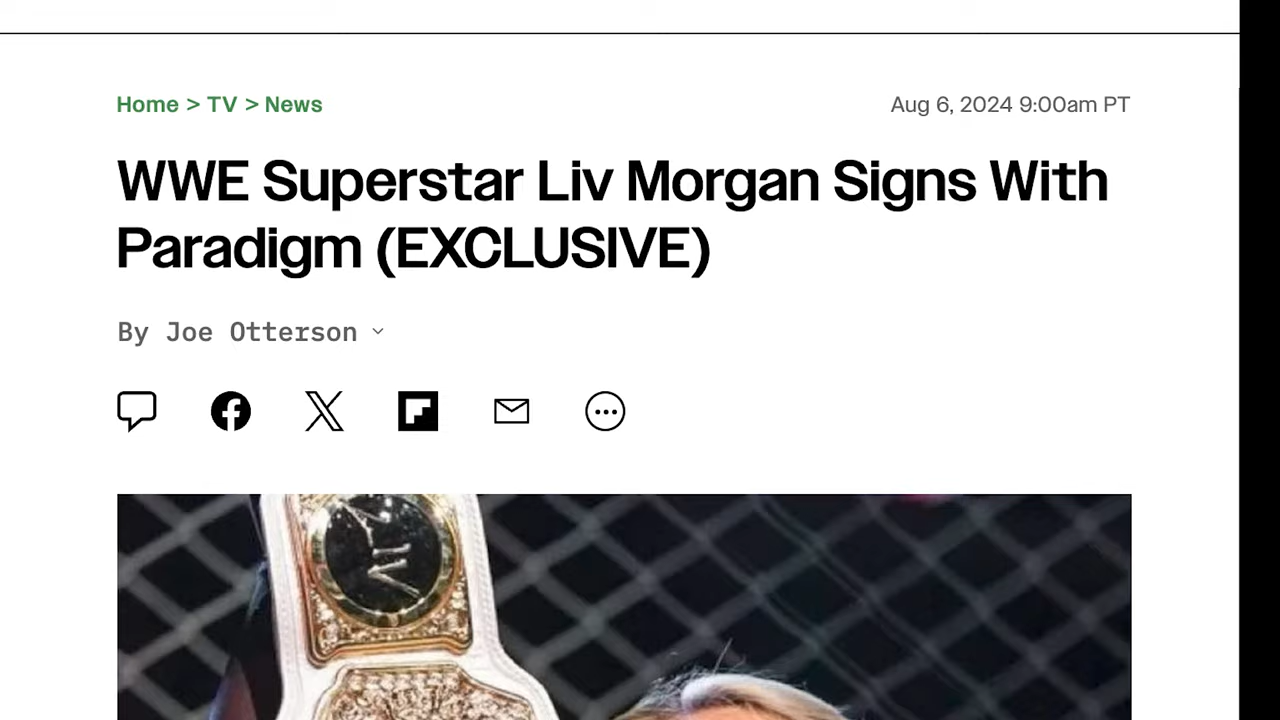 Home > TV > News
Aug 6, 2024 9:00am PT
WWE Superstar Liv Morgan Signs With
Paradigm (EXCLUSIVE)
By Joe Otterson
LIV